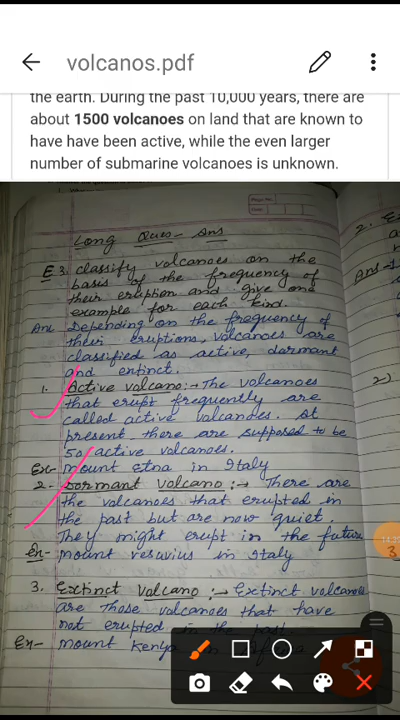 volcanos.pdf
the earth. During the past 10,000 years, there are
about 1500 volcanoes on land that are known to
have have been active, while the even larger
number of submarine volcanoes is unknown.
Long Ques - Ans
E 3. classify volcanoes on the
basis of the frequency of
their eruption and give one
example for each kind.
Ans Depending on the frequency of
their eruptions, volcanoes are
classified as active, dormant
and extinct.
1. Active volcano :- The volcanoes
that erupt frequently are
called active volcanoes. At
present there are supposed to be
50 active volcanoes.
Ex- mount Etna in Italy
2. Dormant volcano :- There are
the volcanoes that erupted in
the past but are now quiet.
They might erupt in the future
Ex- mount vesuvius in Italy
3. Extinct volcano :- Extinct volcanoes
are those volcanoes that have
not erupted in the past
Ex- mount Kenya
2.
Ans-
2)